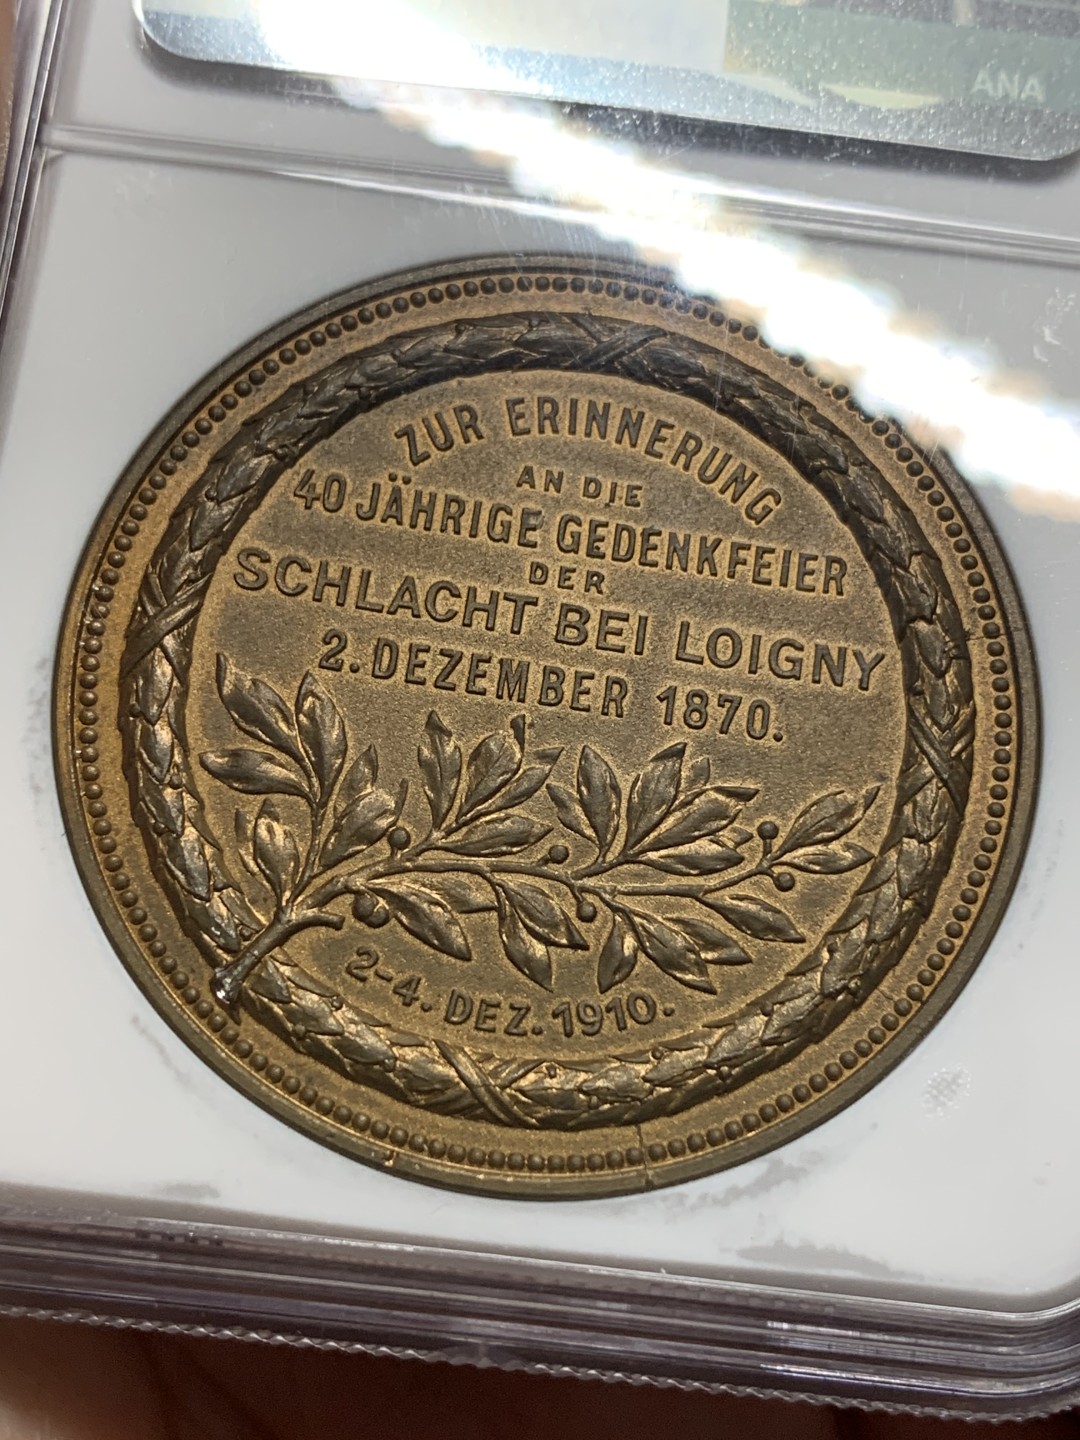 ANA
ZUR ERINNERUNG
AN DIE
40 JÄHRIGE GEDENKFEIER
DER
SCHLACHT BEI LOIGNY
2. DEZEMBER 1870.
2-4. DEZ. 1910.